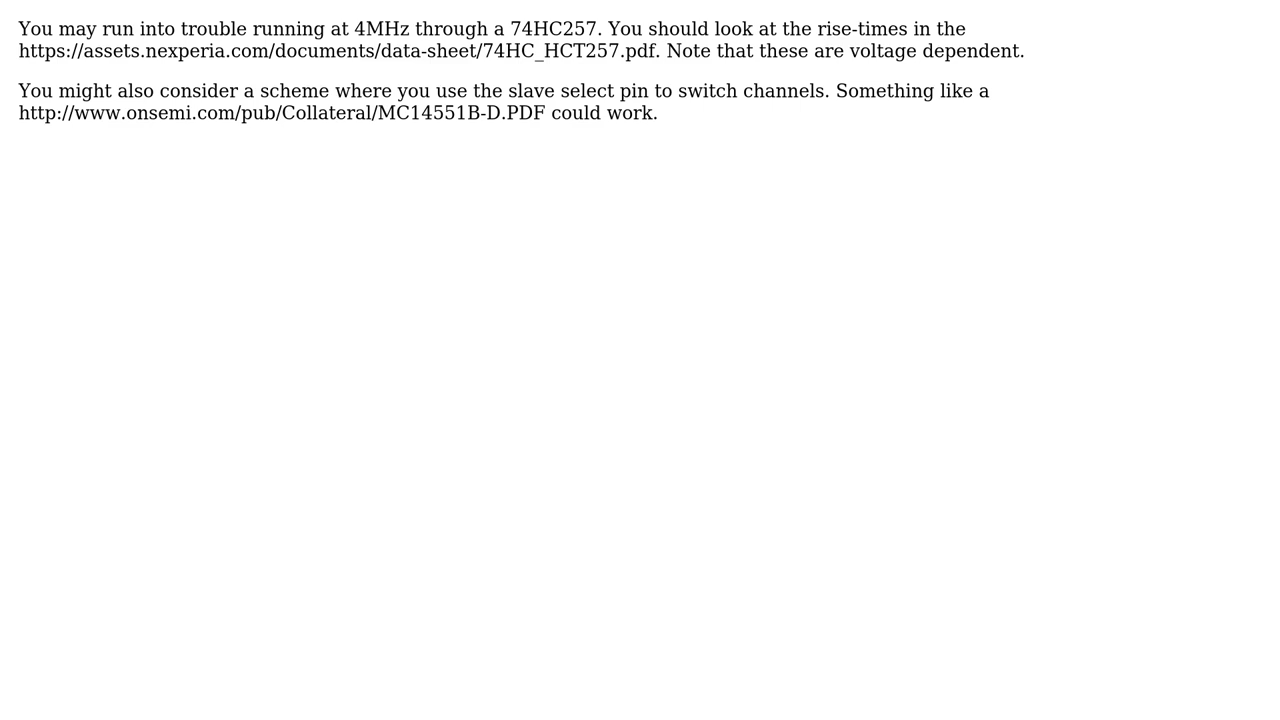 You may run into trouble running at 4MHz through a 74HC257. You should look at the rise-times in the
https://assets.nexperia.com/documents/data-sheet/74HC_HCT257.pdf. Note that these are voltage dependent.
You might also consider a scheme where you use the slave select pin to switch channels. Something like a
http://www.onsemi.com/pub/Collateral/MC14551B-D.PDF could work.